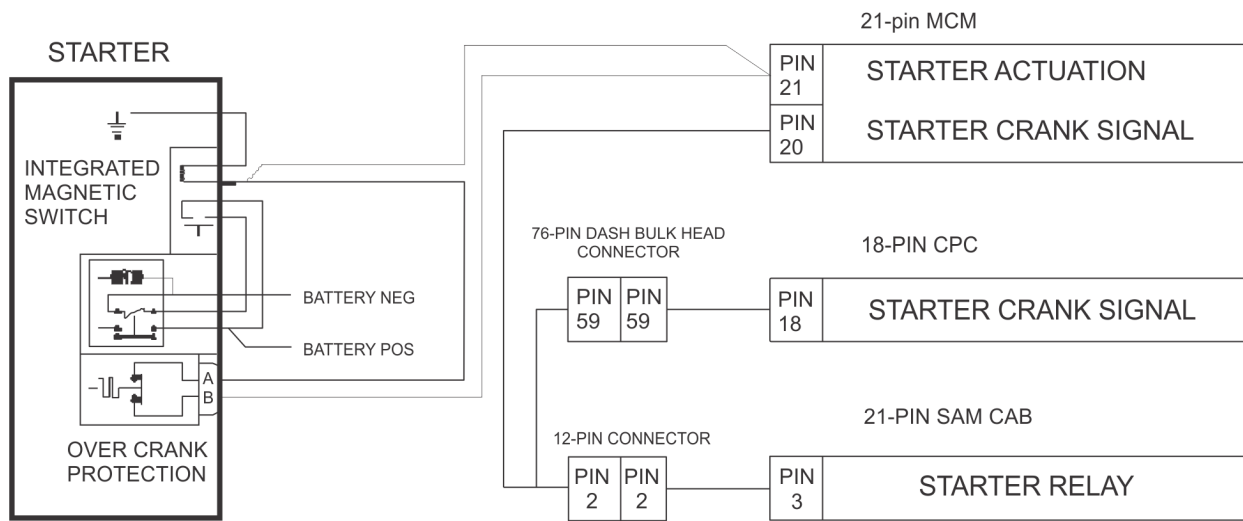 STARTER
INTEGRATED
MAGNETIC
SWITCH
BATTERY NEG
BATTERY POS
A
B
OVER CRANK
PROTECTION
21-pin MCM
PIN
21
STARTER ACTUATION
PIN
20
STARTER CRANK SIGNAL
76-PIN DASH BULK HEAD
CONNECTOR
PIN
59
PIN
59
18-PIN CPC
PIN
18
STARTER CRANK SIGNAL
12-PIN CONNECTOR
PIN
2
PIN
2
21-PIN SAM CAB
PIN
3
STARTER RELAY